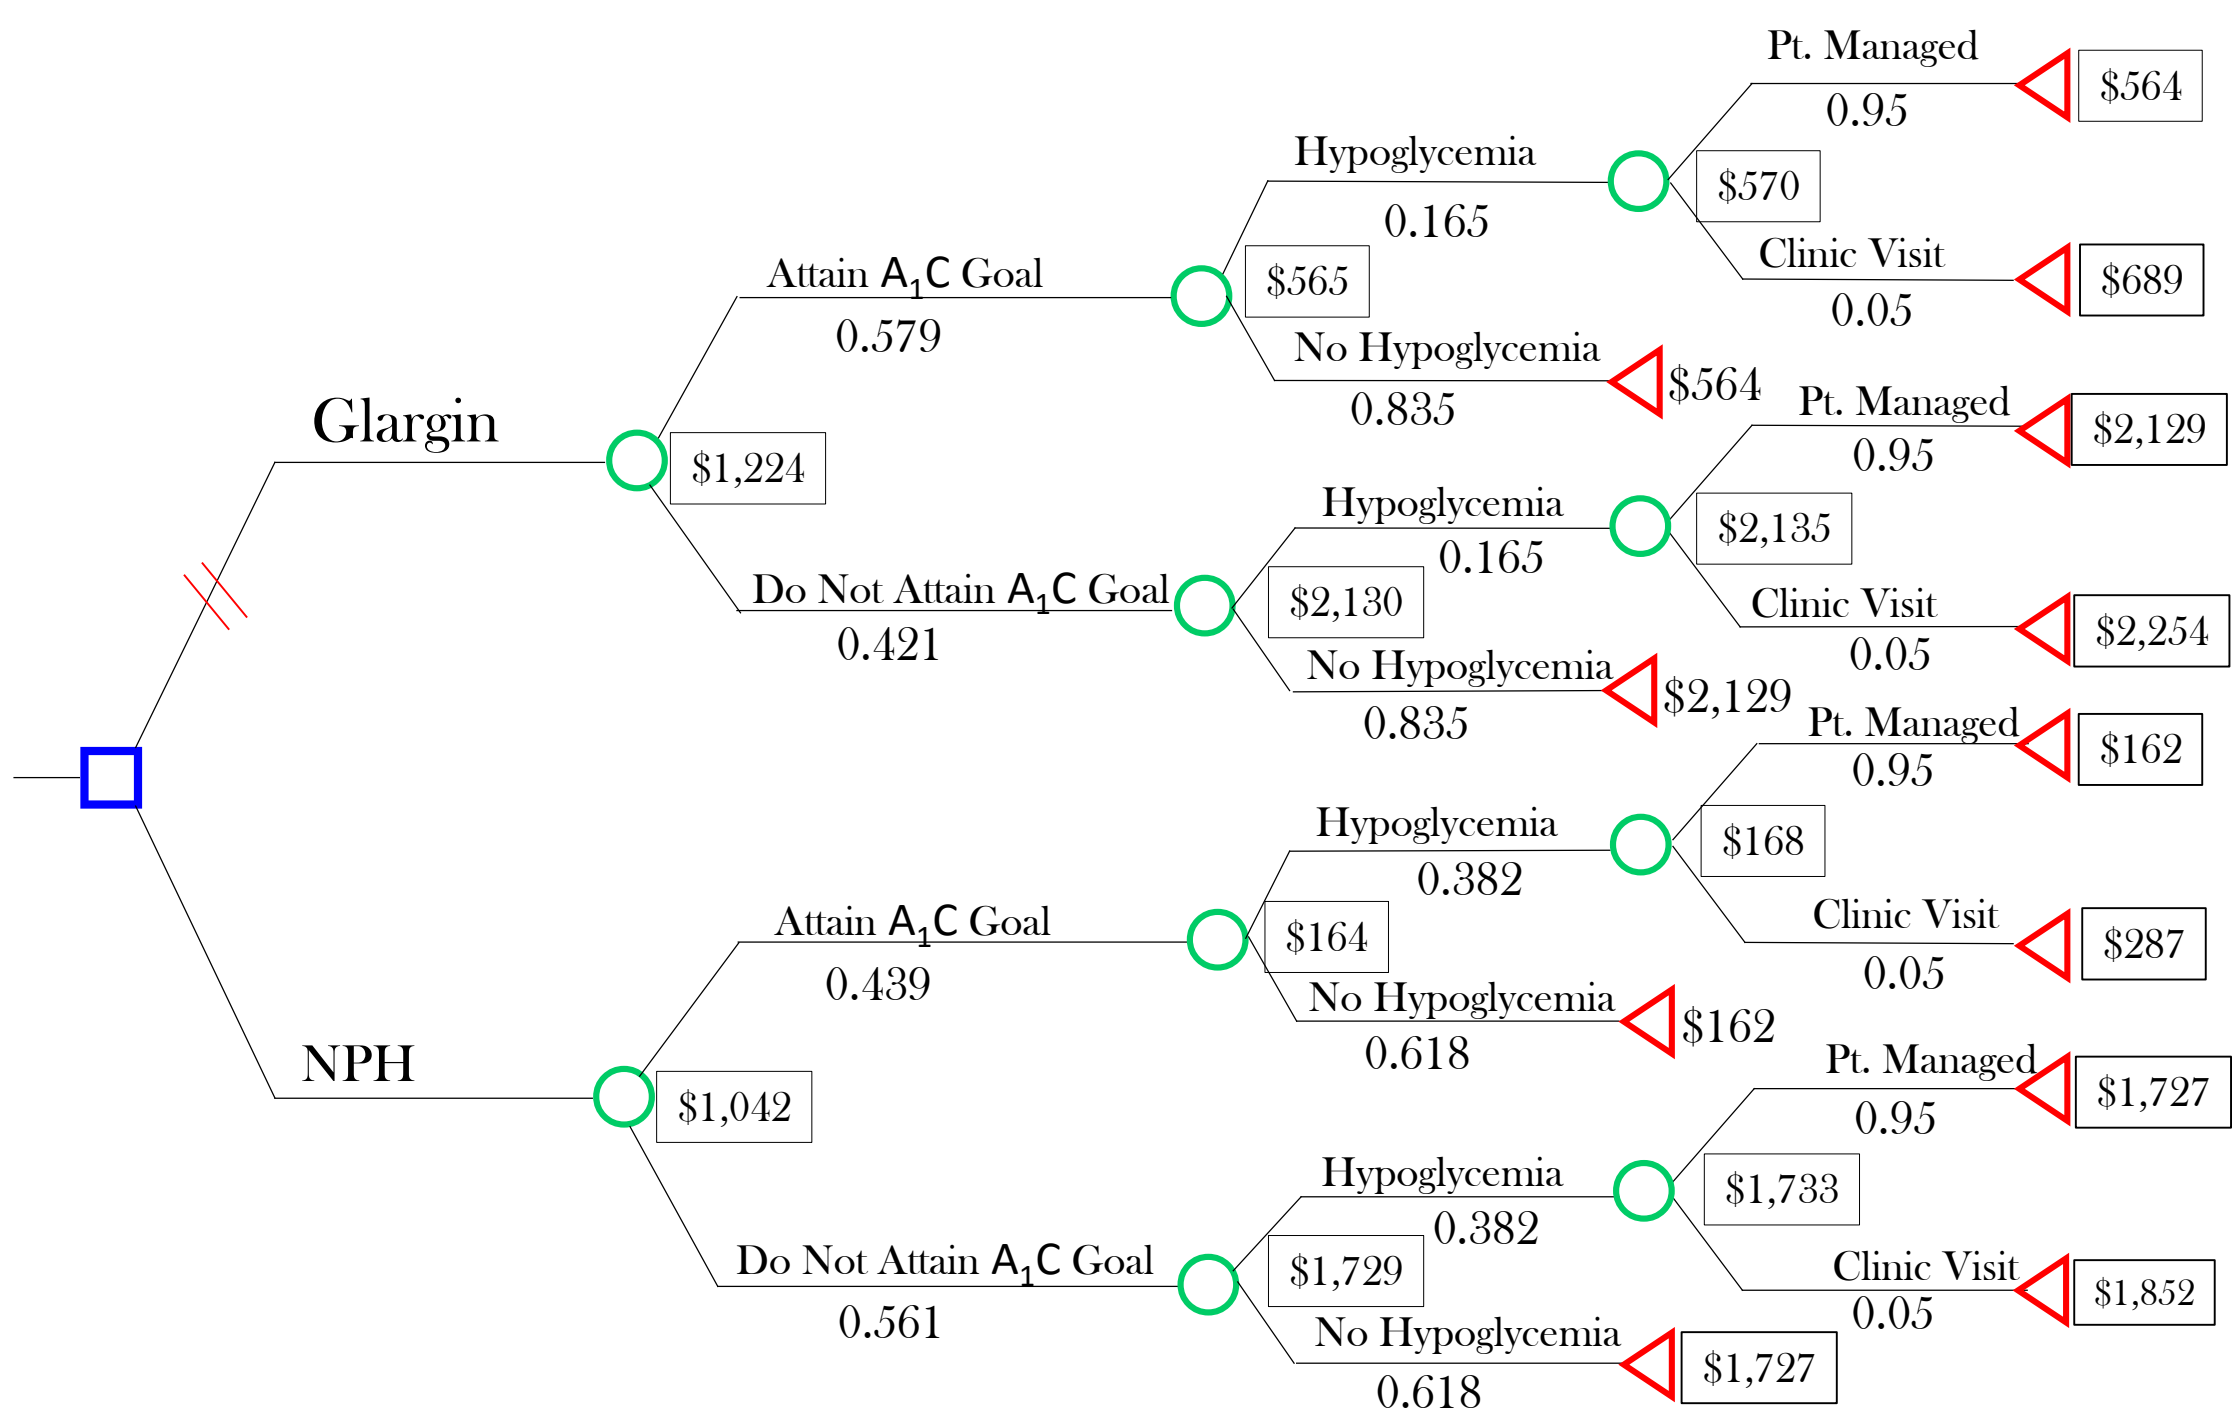 Pt. Managed
$564
0.95
Hypoglycemia
$570
0.165
Clinic Visit
$689
0.05
Attain A₁C Goal
$565
0.579
No Hypoglycemia
$564
0.835
Glargin
$1,224
Pt. Managed
$2,129
0.95
Hypoglycemia
$2,135
0.165
Clinic Visit
$2,254
0.05
Do Not Attain A₁C Goal
$2,130
0.421
No Hypoglycemia
$2,129
0.835
Pt. Managed
$162
0.95
Hypoglycemia
$168
0.382
Clinic Visit
$287
0.05
Attain A₁C Goal
$164
0.439
No Hypoglycemia
$162
0.618
NPH
$1,042
Pt. Managed
$1,727
0.95
Hypoglycemia
$1,733
0.382
Clinic Visit
$1,852
0.05
Do Not Attain A₁C Goal
$1,729
0.561
No Hypoglycemia
$1,727
0.618